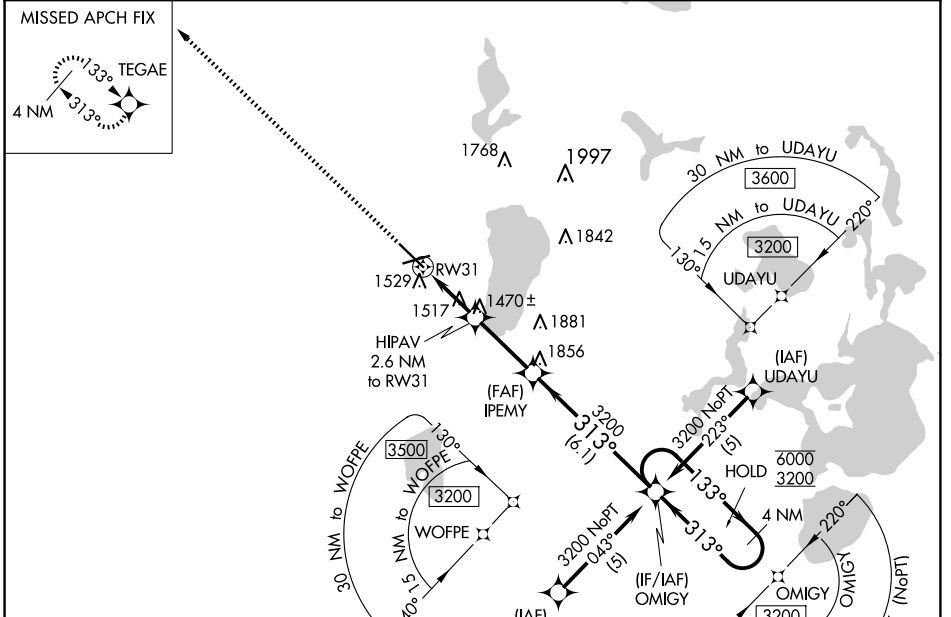 MISSED APCH FIX
133°
TEGAE
4 NM
313°
1768
1997
1842
30 NM to UDAYU
3600
15 NM to UDAYU
220°
3200
130°
UDAYU
RW31
1529
1517
1470±
1881
1856
HIPAV
2.6 NM
to RW31
(FAF)
IPEMY
(IAF)
UDAYU
3200 NoPT
223°
(5)
3200
313°
(6.1)
HOLD
6000
3200
133°
4 NM
313°
30 NM to WOFPE
3500
130°
15 NM to WOFPE
3200
WOFPE
40°
3200 NoPT
043°
(5)
(IF/IAF)
OMIGY
220°
OMIGY
OMIGY
(NoPT)
3200
(IAF)